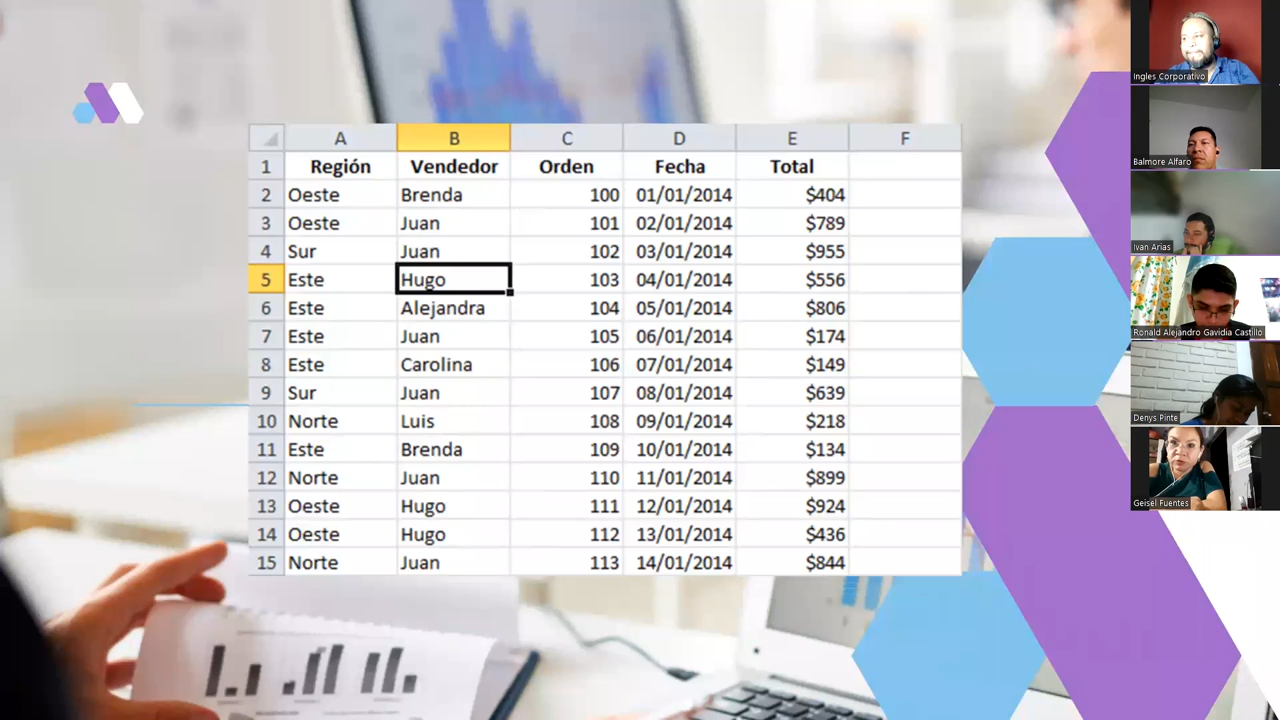 A B C D E F
1 Región Vendedor Orden Fecha Total
2 Oeste Brenda 100 01/01/2014 $404
3 Oeste Juan 101 02/01/2014 $789
4 Sur Juan 102 03/01/2014 $955
5 Este Hugo 103 04/01/2014 $556
6 Este Alejandra 104 05/01/2014 $806
7 Este Juan 105 06/01/2014 $174
8 Este Carolina 106 07/01/2014 $149
9 Sur Juan 107 08/01/2014 $639
10 Norte Luis 108 09/01/2014 $218
11 Este Brenda 109 10/01/2014 $134
12 Norte Juan 110 11/01/2014 $899
13 Oeste Hugo 111 12/01/2014 $924
14 Oeste Hugo 112 13/01/2014 $436
15 Norte Juan 113 14/01/2014 $844
Ingles Corporativo
Balmore Alfaro
Ivan Arias
Ronald Alejandro Gavidia Castillo
Denys Pinte
Geisel Fuentes